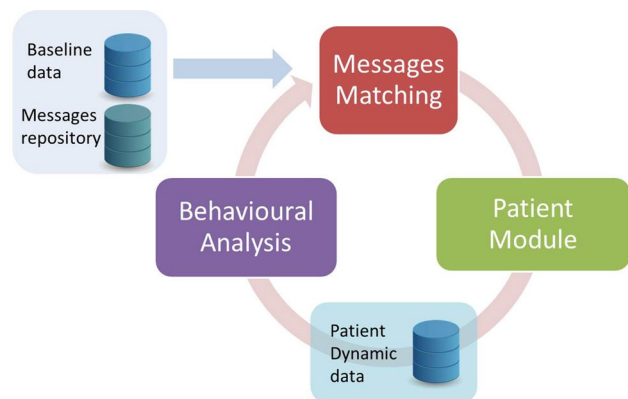 Baseline
data
Messages
repository
Messages
Matching
Behavioural
Analysis
Patient
Module
Patient
Dynamic
data